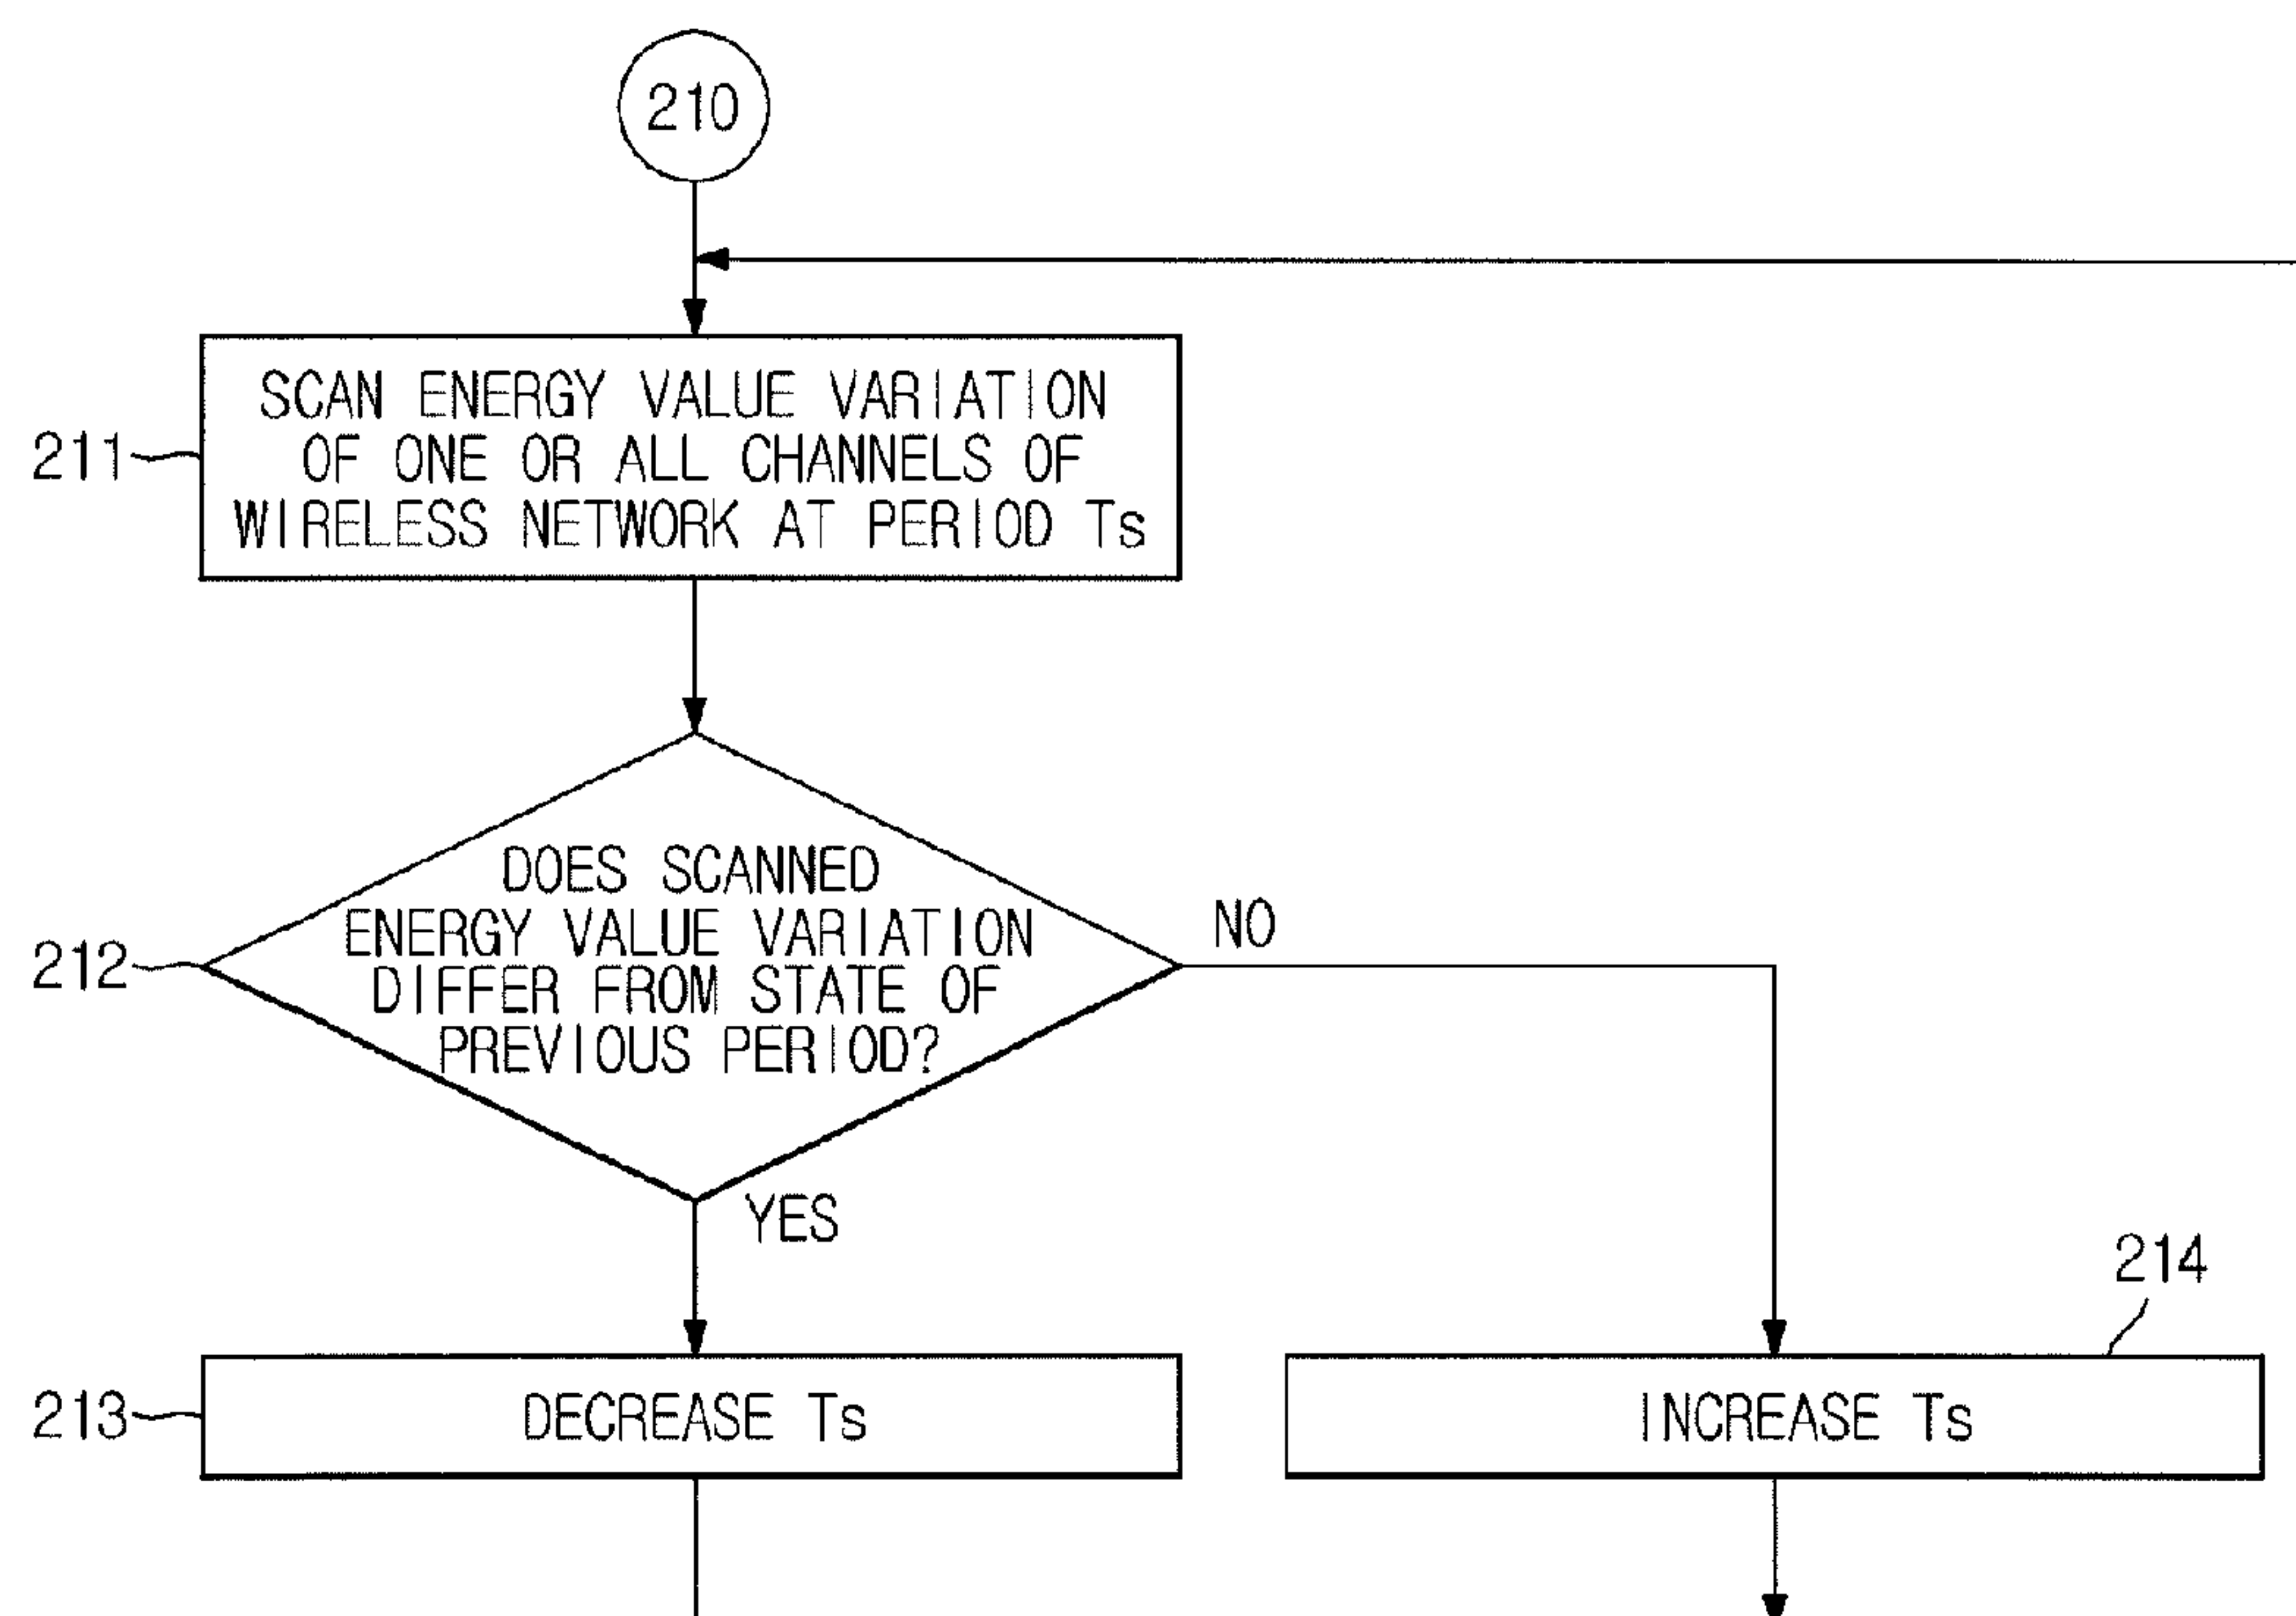 210
SCAN ENERGY VALUE VARIATION
OF ONE OR ALL CHANNELS OF
WIRELESS NETWORK AT PERIOD Ts
211
DOES SCANNED
ENERGY VALUE VARIATION
DIFFER FROM STATE OF
PREVIOUS PERIOD?
212
NO
YES
214
213
DECREASE Ts
INCREASE Ts